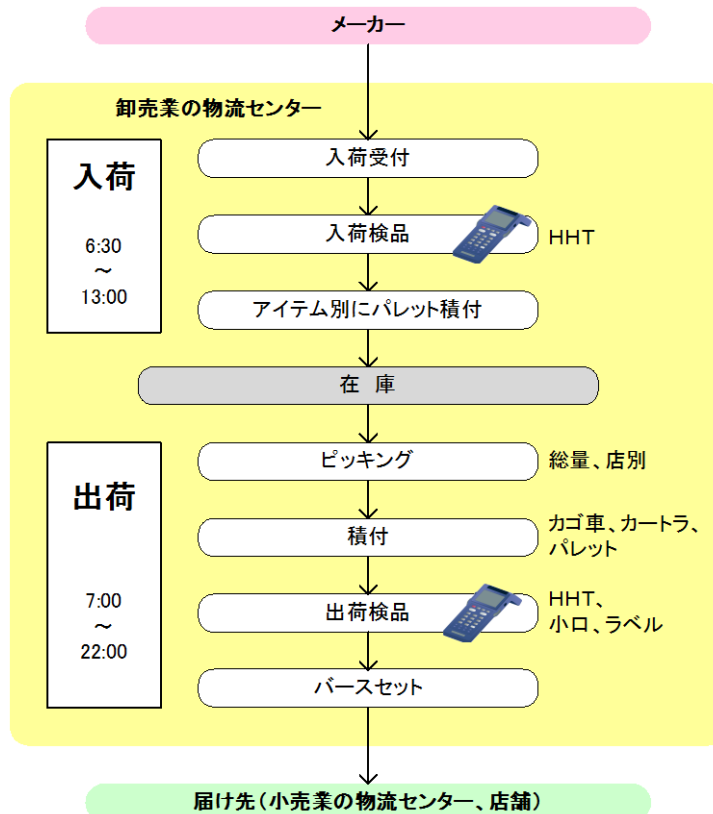 メーカー
卸売業の物流センター
入荷
6:30
～
13:00
入荷受付
入荷検品
HHT
アイテム別にパレット積付
在 庫
出荷
7:00
～
22:00
ピッキング
総量、店別
積付
カゴ車、カートラ、
パレット
出荷検品
HHT、
小口、ラベル
バースセット
届け先（小売業の物流センター、店舗）